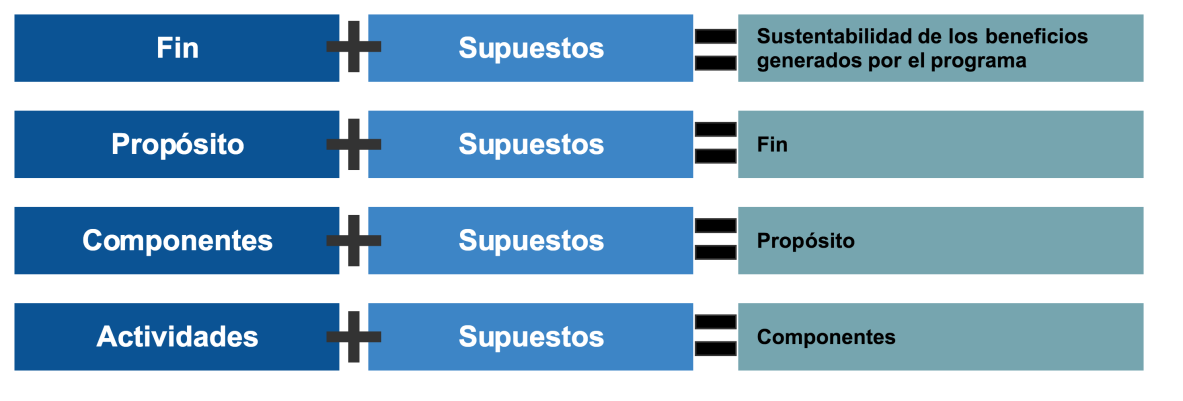 Fin
Supuestos
Sustentabilidad de los beneficios
generados por el programa
Propósito
Supuestos
Fin
Componentes
Supuestos
Propósito
Actividades
Supuestos
Componentes